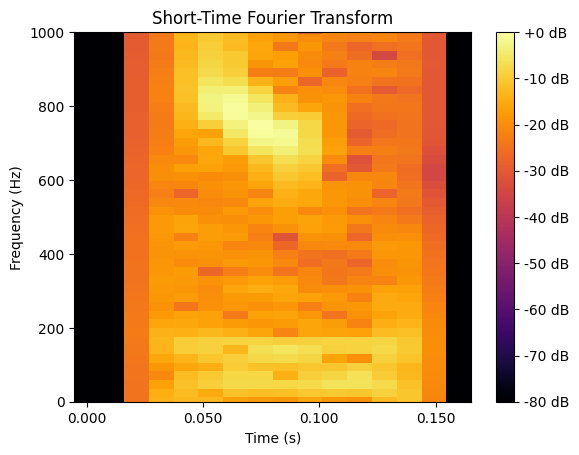 Short-Time Fourier Transform
1000
800
600
400
200
0
Frequency (Hz)
0.000
0.050
0.100
0.150
Time (s)
+0 dB
-10 dB
-20 dB
-30 dB
-40 dB
-50 dB
-60 dB
-70 dB
-80 dB